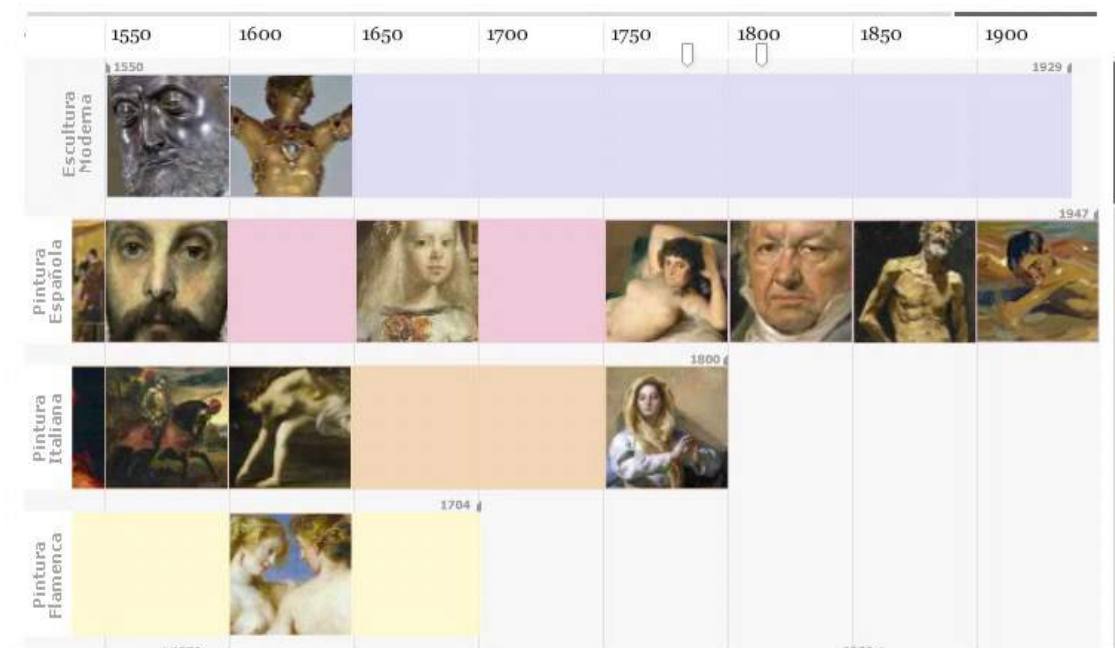 1550 1600 1650 1700 1750 1800 1850 1900
1550 1929
Escultura
Moderna
1947
Pintura
Española
1800
Pintura
Italiana
1704
Pintura
Flamenca